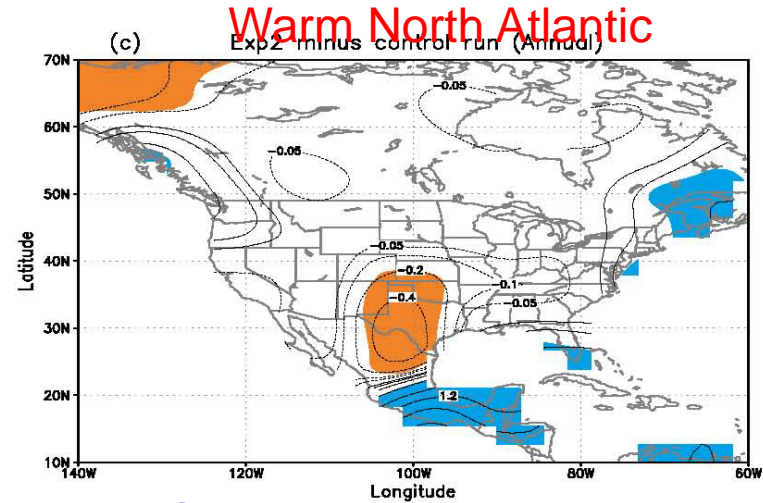 Warm North Atlantic
(c) Exp2 minus control run (Annual)
70N
60N
50N
40N
30N
20N
10N
Latitude
-0.05
-0.05
-0.05
-0.2
-0.1
-0.4
-0.05
1.2
140W 120W 100W 80W 60W
Longitude